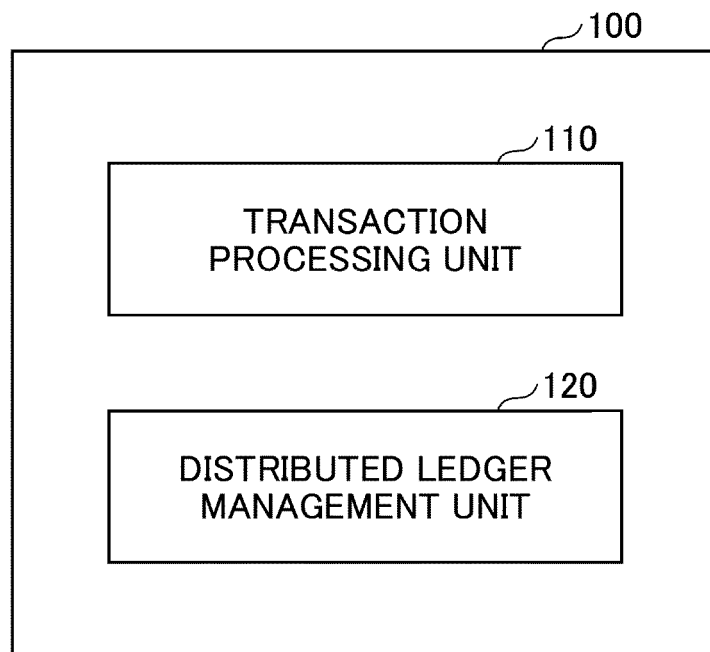 100
110
TRANSACTION
PROCESSING UNIT
120
DISTRIBUTED LEDGER
MANAGEMENT UNIT